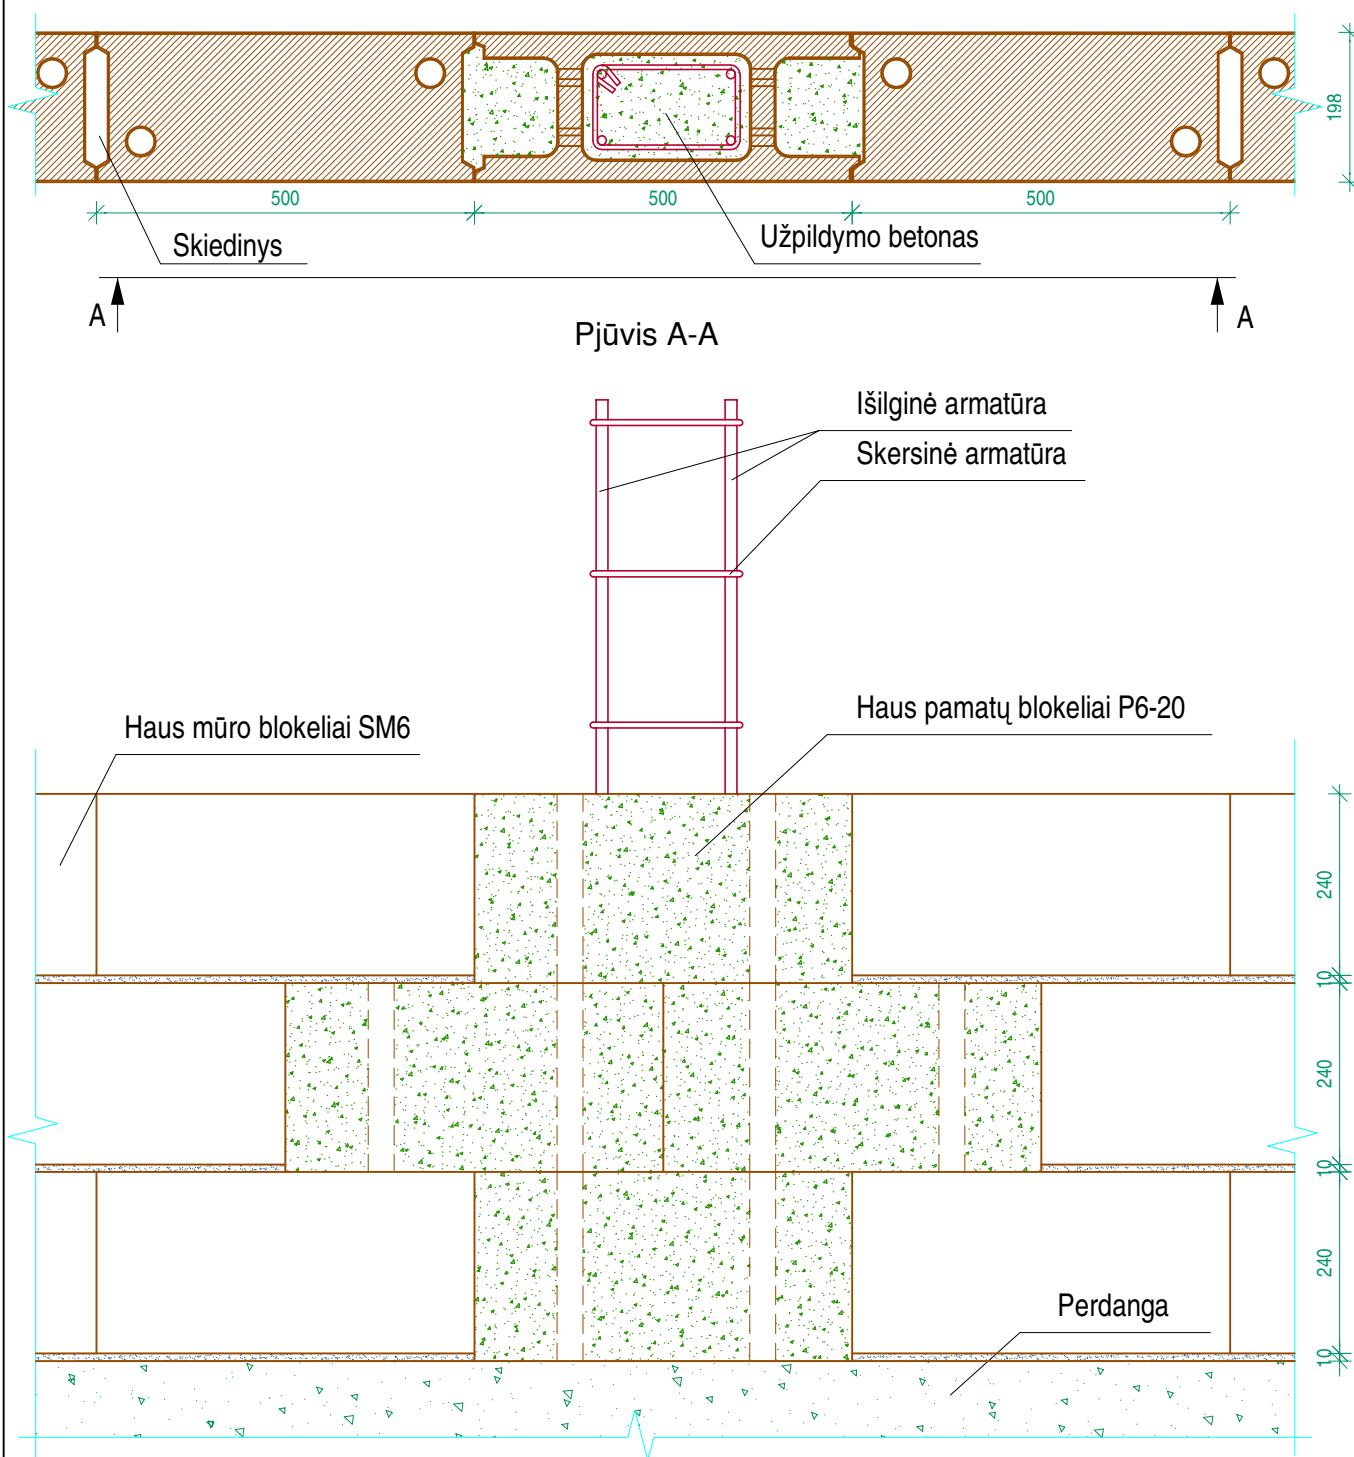 198
500 500 500
Skiedinys
Užpildymo betonas
A A
Pjūvis A-A
Išilginė armatūra
Skersinė armatūra
Haus mūro blokeliai SM6
Haus pamatų blokeliai P6-20
240
10
240
10
240
10
Perdanga